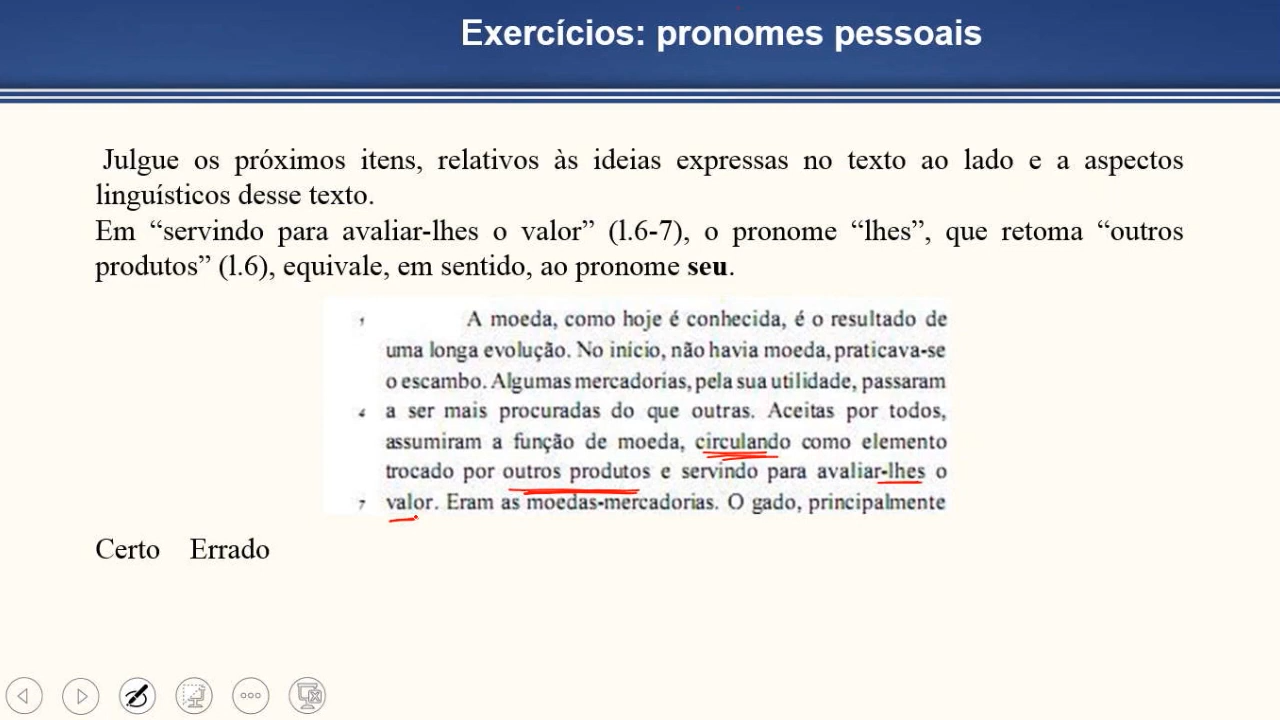 Exercícios: pronomes pessoais
Julgue os próximos itens, relativos às ideias expressas no texto ao lado e a aspectos
linguísticos desse texto.
Em “servindo para avaliar-lhes o valor” (l.6-7), o pronome “lhes”, que retoma “outros
produtos” (l.6), equivale, em sentido, ao pronome seu.
1 A moeda, como hoje é conhecida, é o resultado de
uma longa evolução. No início, não havia moeda, praticava-se
o escambo. Algumas mercadorias, pela sua utilidade, passaram
4 a ser mais procuradas do que outras. Aceitas por todos,
assumiram a função de moeda, circulando como elemento
trocado por outros produtos e servindo para avaliar-lhes o
7 valor. Eram as moedas-mercadorias. O gado, principalmente
Certo Errado